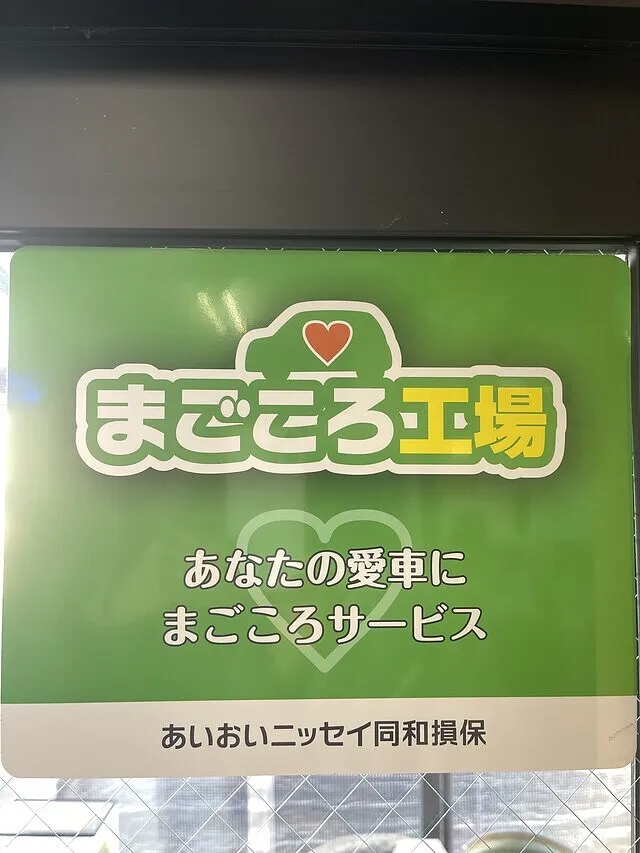 まごころ工場
あなたの愛車に
まごころサービス
あいおいニッセイ同和損保